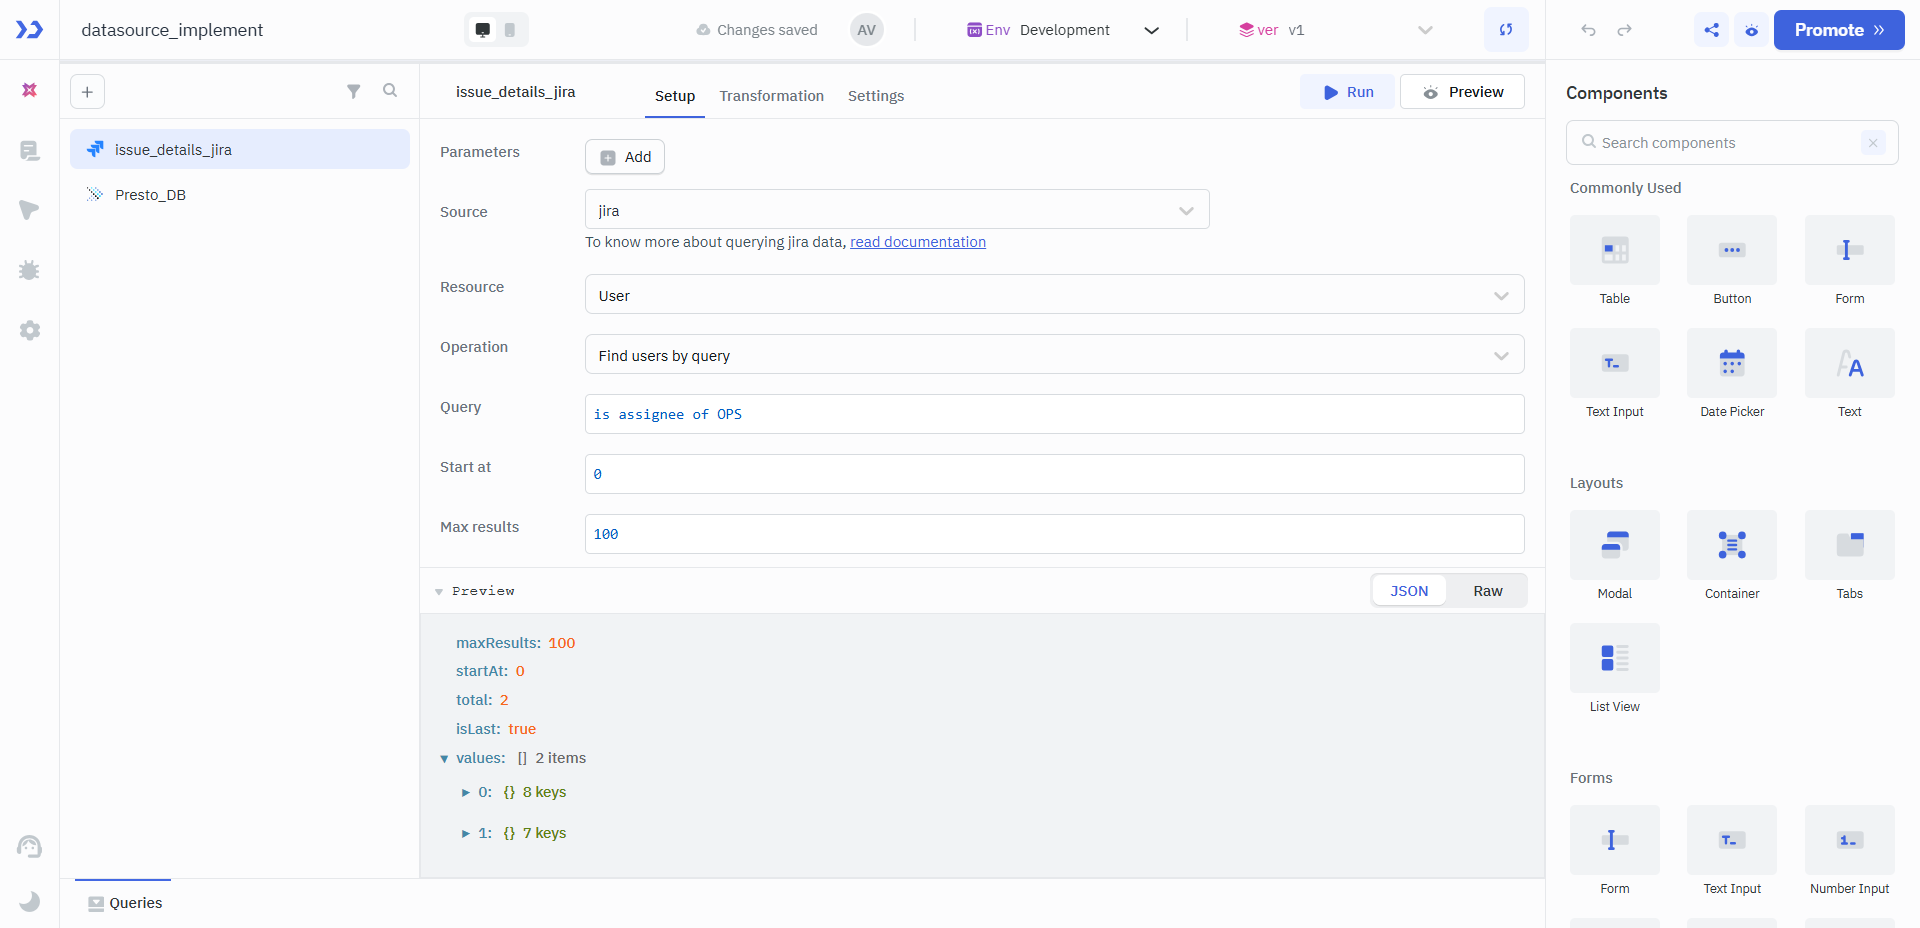 datasource_implement
Changes saved
AV
Env Development
ver v1
Promote
issue_details_jira
Presto_DB
issue_details_jira
Setup
Transformation
Settings
Run
Preview
Parameters
Add
Source
jira
To know more about querying jira data, read documentation
Resource
User
Operation
Find users by query
Query
is assignee of OPS
Start at
0
Max results
100
Preview
JSON
Raw
maxResults: 100
startAt: 0
total: 2
isLast: true
values: [] 2 items
0: {} 8 keys
1: {} 7 keys
Queries
Components
Search components
Commonly Used
Table
Button
Form
Text Input
Date Picker
Text
Layouts
Modal
Container
Tabs
List View
Forms
Form
Text Input
Number Input